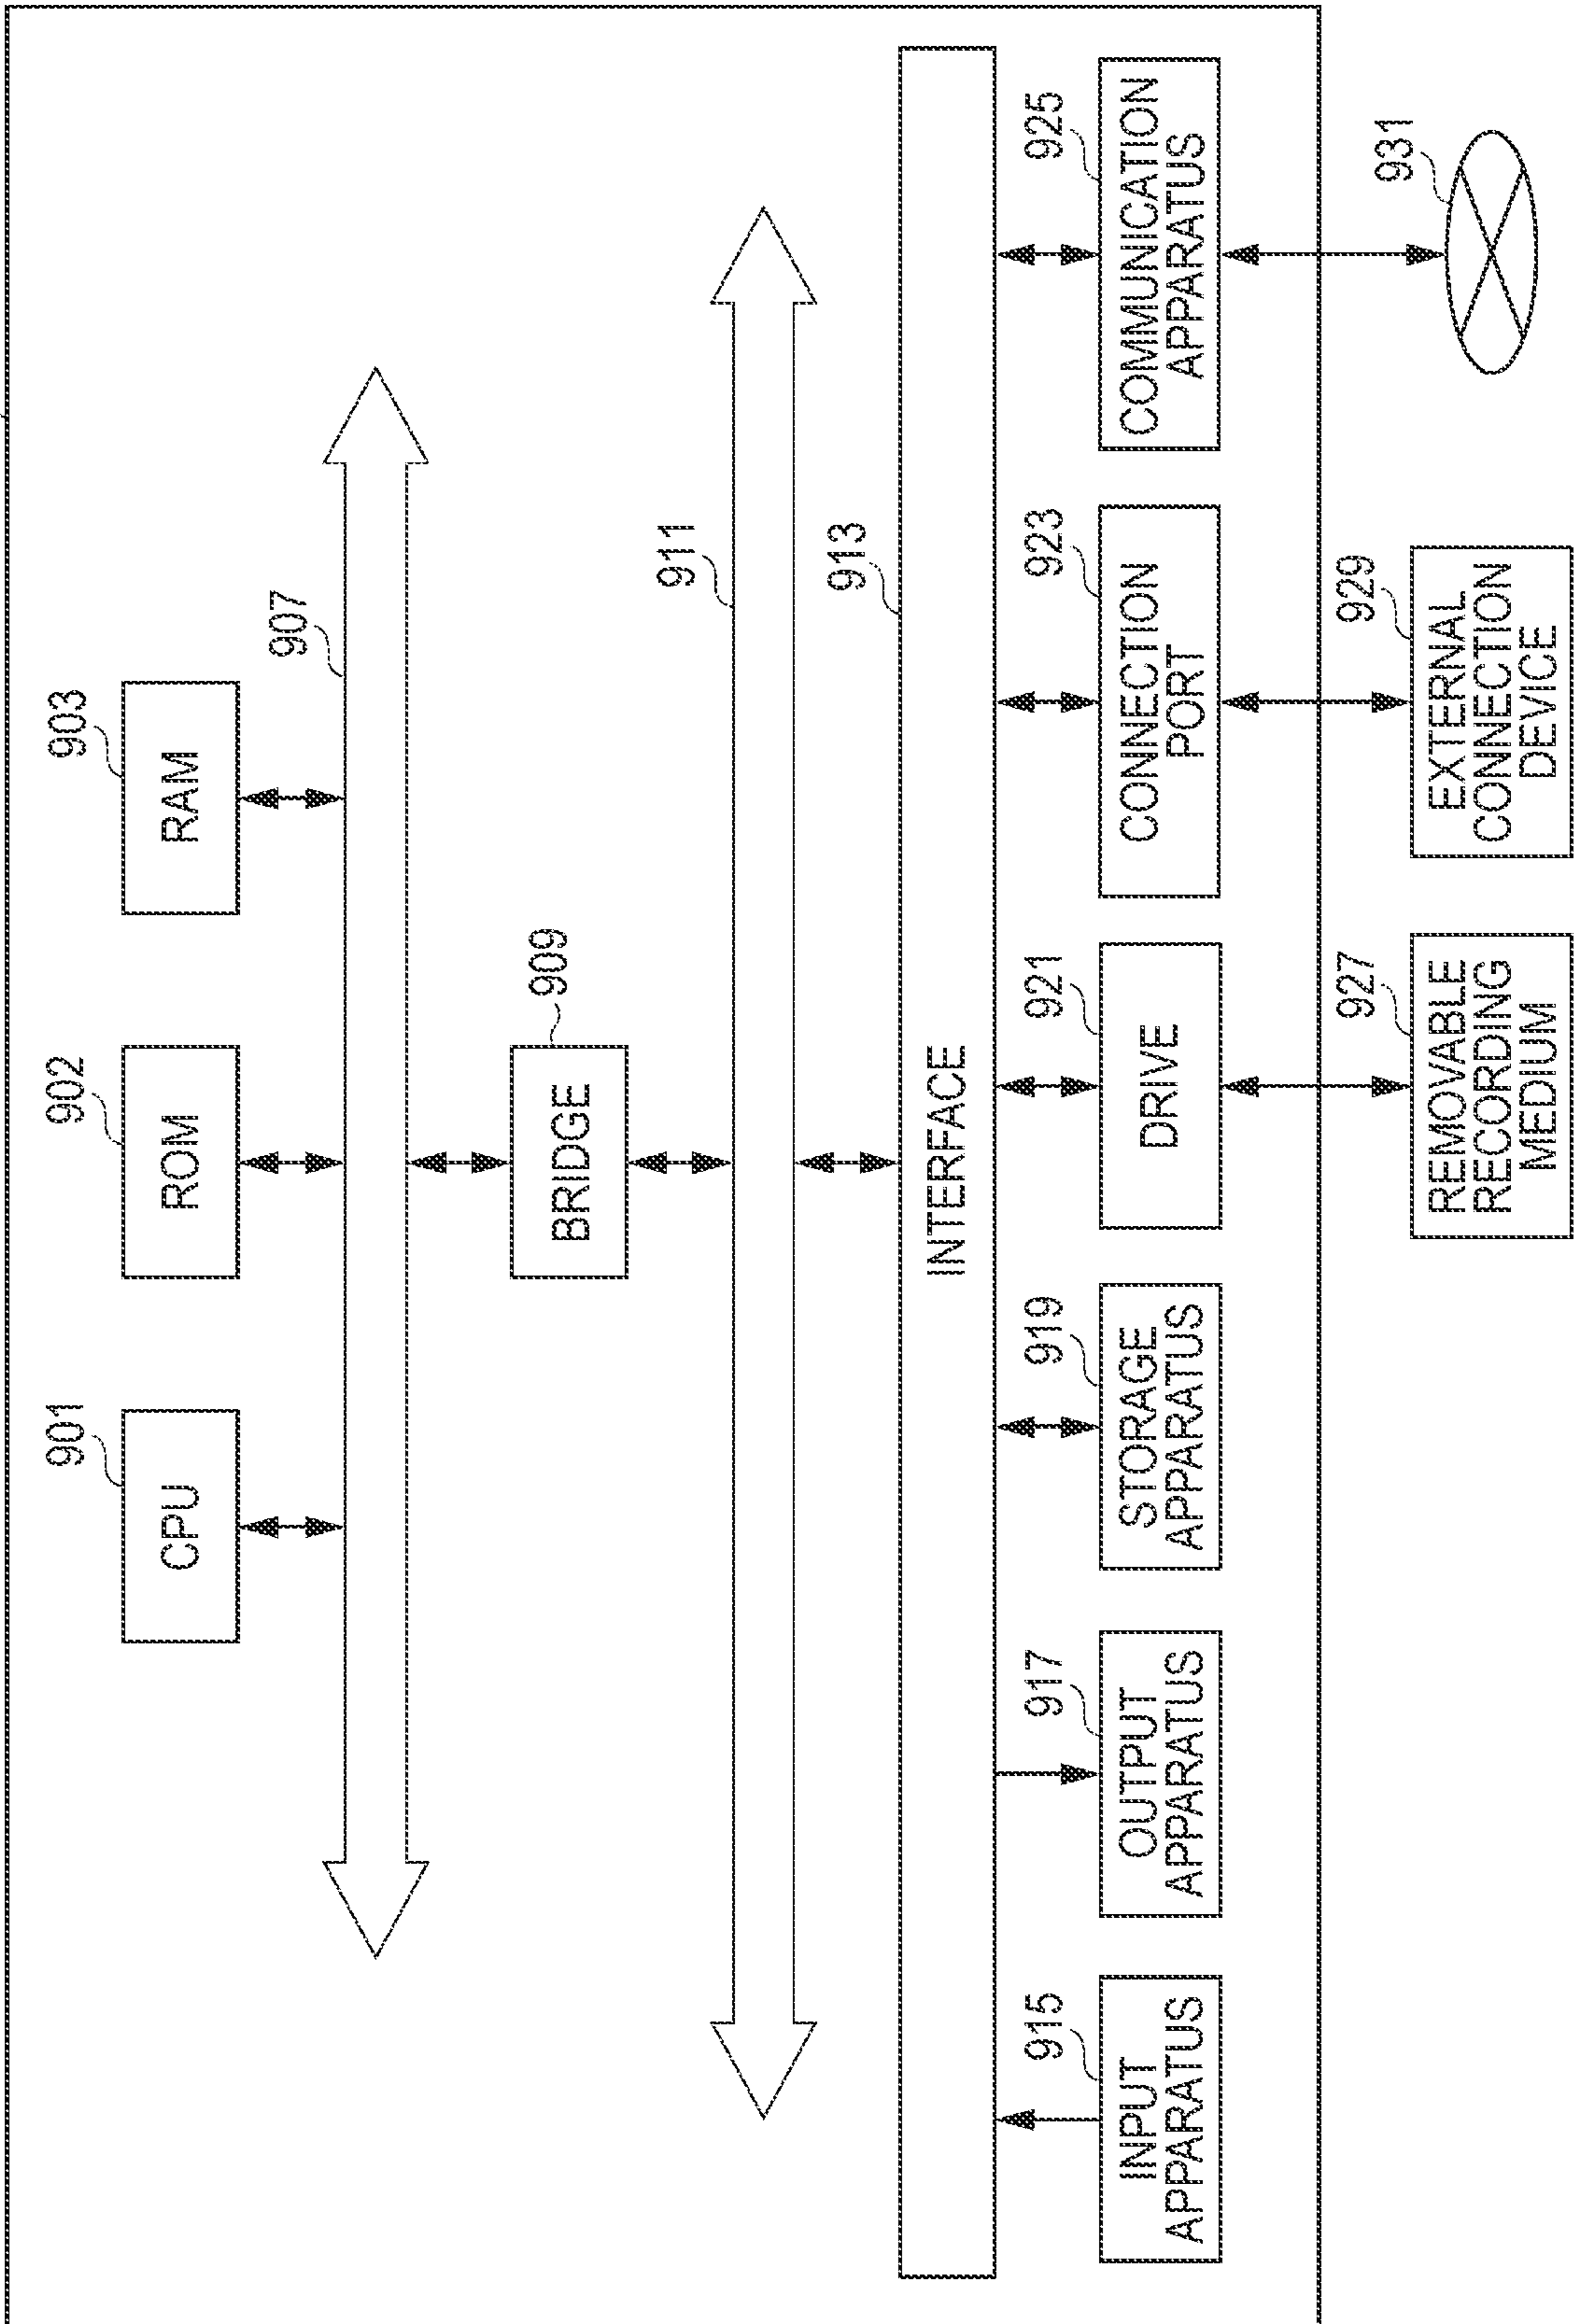 901
CPU
902
ROM
903
RAM
907
909
BRIDGE
911
913
INTERFACE
915
INPUT
APPARATUS
917
OUTPUT
APPARATUS
919
STORAGE
APPARATUS
921
DRIVE
923
CONNECTION
PORT
925
COMMUNICATION
APPARATUS
927
REMOVABLE
RECORDING
MEDIUM
929
EXTERNAL
CONNECTION
DEVICE
931